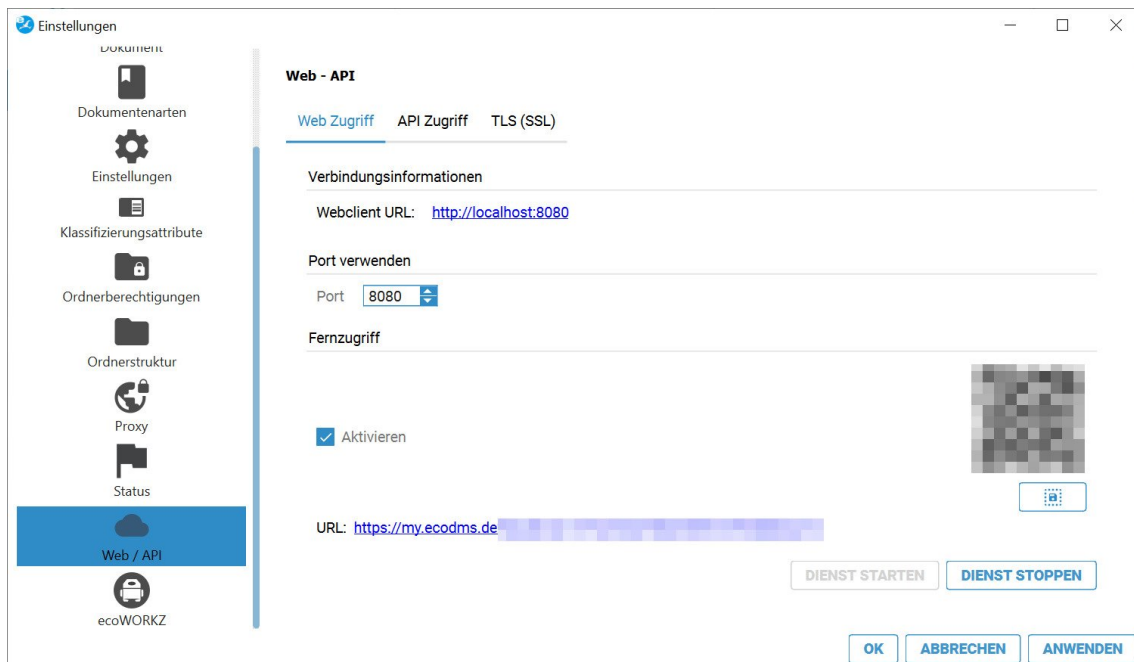 Einstellungen
Dokument
Dokumentenarten
Einstellungen
Klassifizierungsattribute
Ordnerberechtigungen
Ordnerstruktur
Proxy
Status
Web / API
ecoWORKZ
Web - API
Web Zugriff API Zugriff TLS (SSL)
Verbindungsinformationen
Webclient URL: http://localhost:8080
Port verwenden
Port 8080
Fernzugriff
Aktivieren
URL: https://my.ecodms.de
DIENST STARTEN DIENST STOPPEN
OK ABBRECHEN ANWENDEN